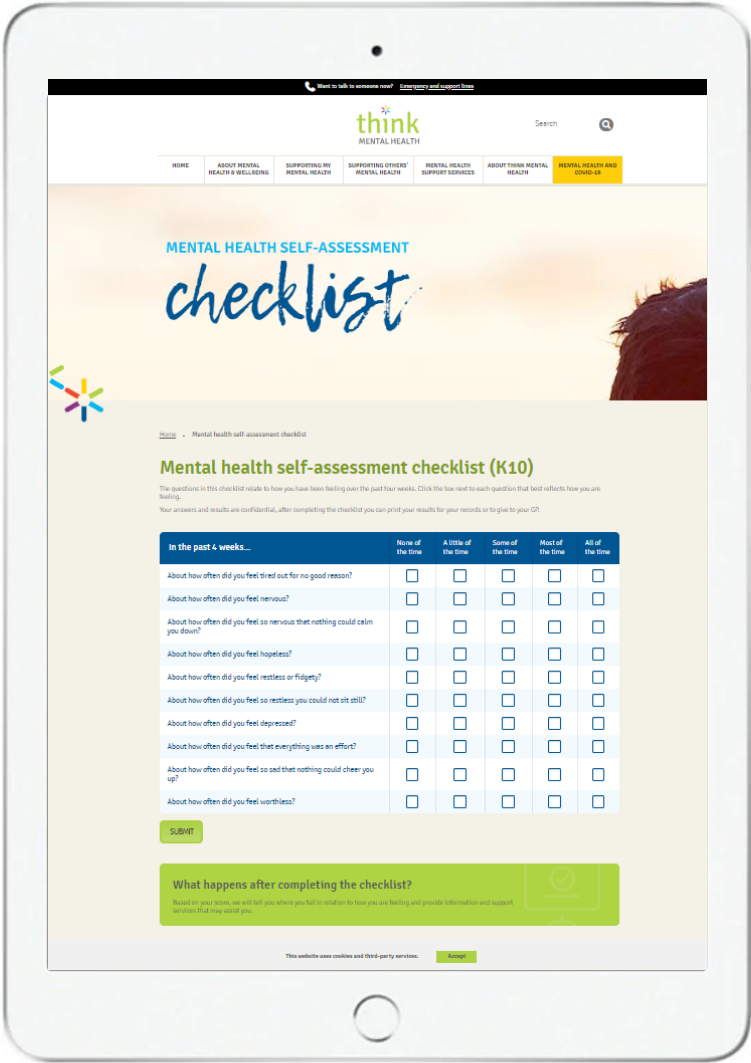 Want to talk to someone now? Emergency and support lines
think
MENTAL HEALTH
Search
HOME
ABOUT MENTAL
HEALTH & WELLBEING
SUPPORTING MY
MENTAL HEALTH
SUPPORTING OTHERS'
MENTAL HEALTH
MENTAL HEALTH
SUPPORT SERVICES
ABOUT THINK MENTAL
HEALTH
MENTAL HEALTH AND
COVID-19
MENTAL HEALTH SELF-ASSESSMENT
checklist
Home • Mental health self-assessment checklist
Mental health self-assessment checklist (K10)
The questions in this checklist relate to how you have been feeling over the past four weeks. Click the box next to each question that best reflects how you are
feeling.
Your answers and results are confidential, after completing the checklist you can print your results for your records or to give to your GP.
In the past 4 weeks...
None of
the time
A little of
the time
Some of
the time
Most of
the time
All of
the time
About how often did you feel tired out for no good reason?
About how often did you feel nervous?
About how often did you feel so nervous that nothing could calm
you down?
About how often did you feel hopeless?
About how often did you feel restless or fidgety?
About how often did you feel so restless you could not sit still?
About how often did you feel depressed?
About how often did you feel that everything was an effort?
About how often did you feel so sad that nothing could cheer you
up?
About how often did you feel worthless?
SUBMIT
What happens after completing the checklist?
Based on your score, we will tell you where you fall in relation to how you are feeling and provide information and support
services that may assist you.
This website uses cookies and third-party services.
Accept